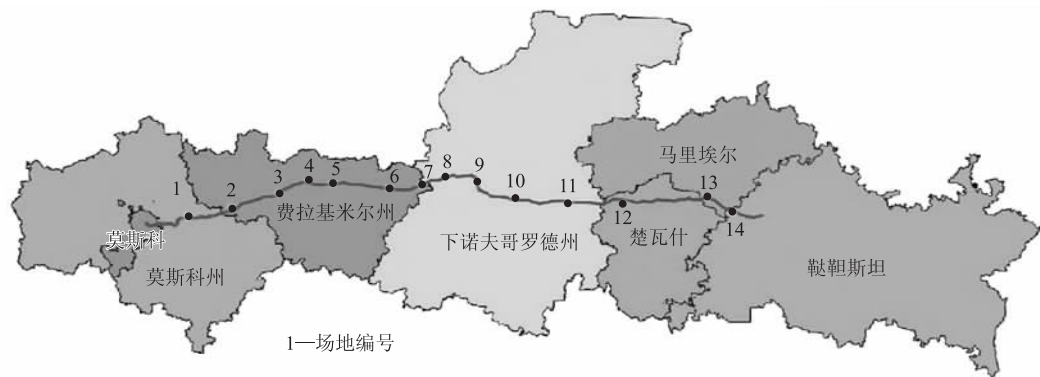 1
2
3
4
5
6
7
8
9
10
11
12
13
14
莫斯科
莫斯科州
费拉基米尔州
下诺夫哥罗德州
马里埃尔
楚瓦什
鞑靼斯坦
1—场地编号